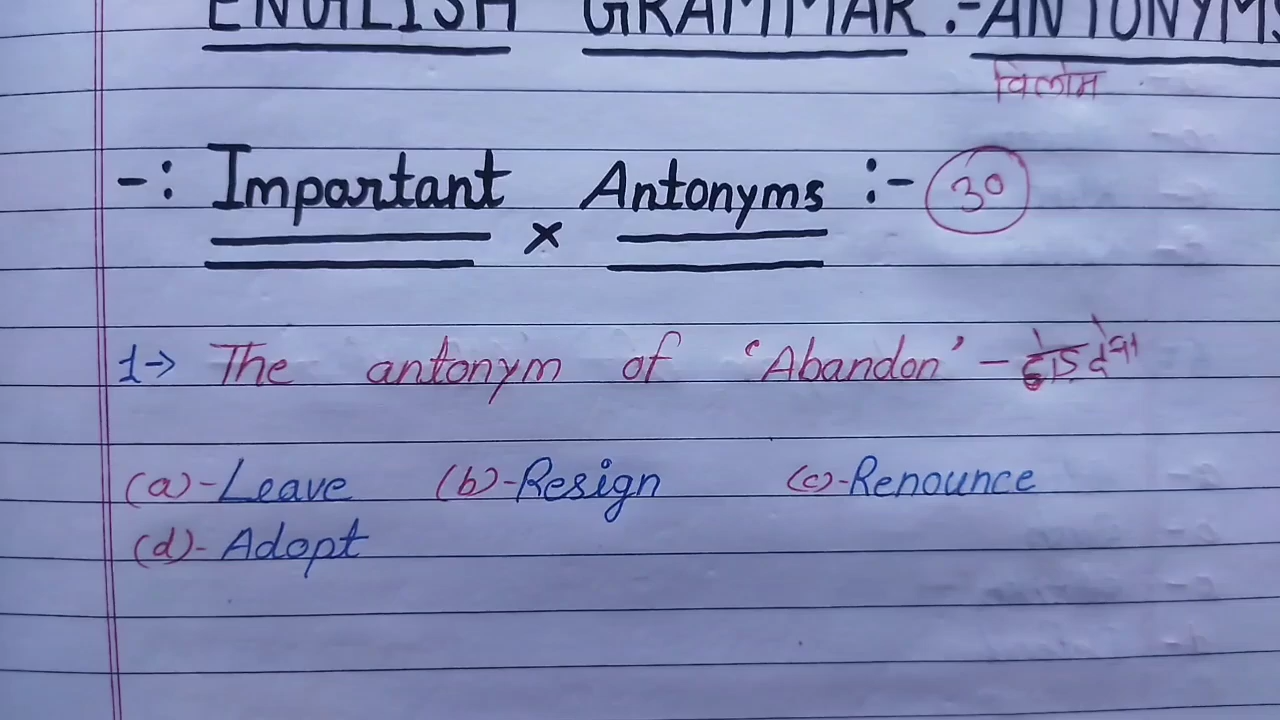 ENGLISH GRAMMAR :- ANTONYMS
विलोम
-: Important Antonyms :- 30
x
1→ The antonym of 'Abandon' -
(a)-Leave (b)-Resign (c)-Renounce
(d)- Adopt